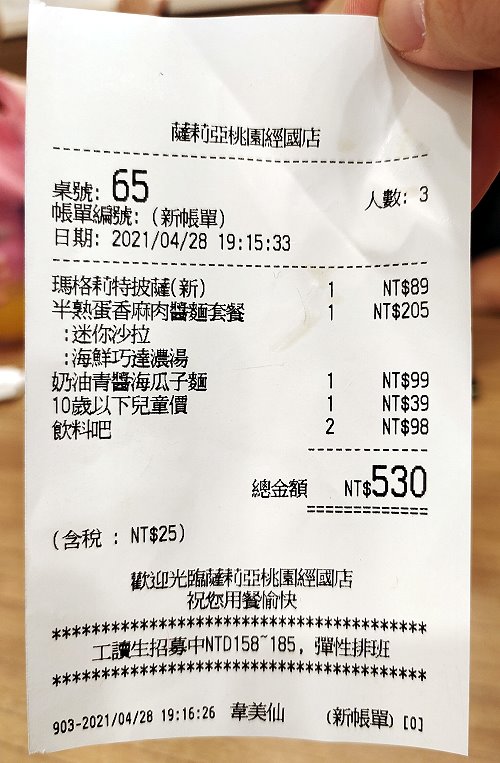 薩莉亞桃園經國店
桌號: 65 人數: 3
帳單編號: (新帳單)
日期: 2021/04/28 19:15:33
瑪格莉特披薩(新) 1 NT$89
半熟蛋香麻肉醬麵套餐 1 NT$205
:迷你沙拉
:海鮮巧達濃湯
奶油青醬海瓜子麵 1 NT$99
10歲以下兒童價 1 NT$39
飲料吧 2 NT$98
總金額 NT$530
(含稅 : NT$25)
歡迎光臨薩莉亞桃園經國店
祝您用餐愉快
****************************************
工讀生招募中NTD158~185, 彈性排班
****************************************
903-2021/04/28 19:16:26 韋美仙 (新帳單) [0]